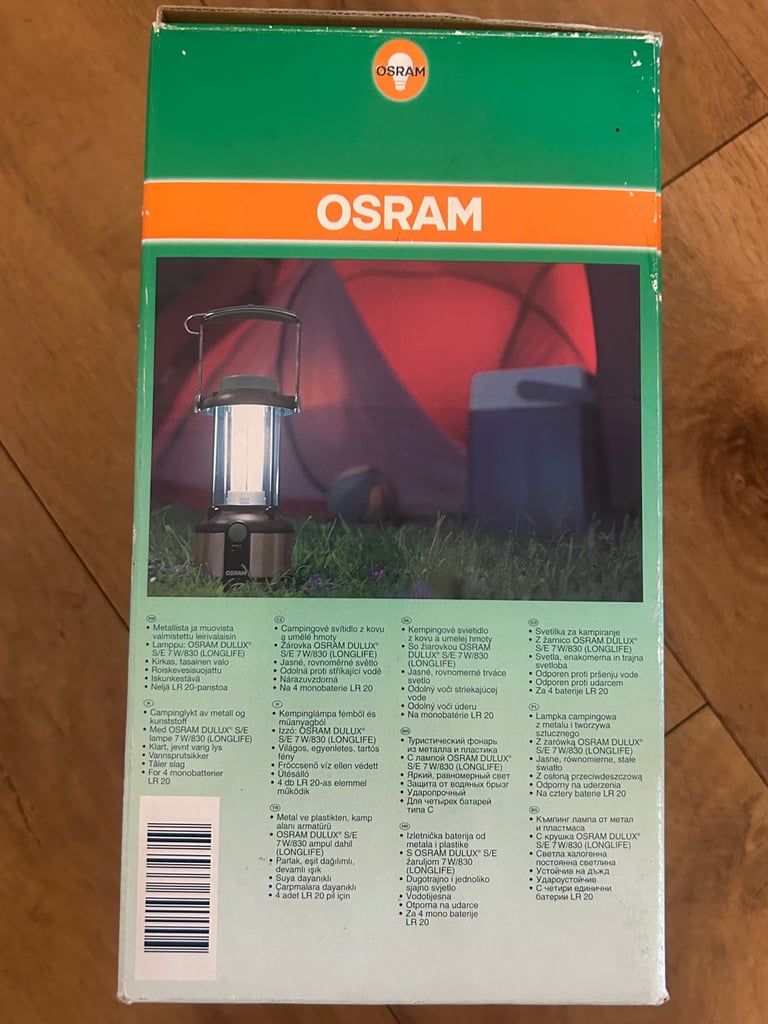 OSRAM
OSRAM
OSRAM
FIN
• Metallista ja muovista
valmistettu leirivalaisin
• Lamppu: OSRAM DULUX®
S/E 7 W/830 (LONGLIFE)
• Kirkas, tasainen valo
• Roiskevesisuojattu
• Iskunkestävä
• Neljä LR 20-paristoa
N
• Campinglykt av metall og
kunststoff
• Med OSRAM DULUX® S/E
lampe 7 W/830 (LONGLIFE)
• Klart, jevnt varig lys
• Vannsprutsikker
• Tåler slag
• For 4 monobatterier
LR 20
CZ
• Campingové svítidlo z kovu
a umělé hmoty
• Žárovka OSRAM DULUX®
S/E 7 W/830 (LONGLIFE)
• Jasné, rovnoměrné světlo
• Odolná proti stříkající vodě
• Nárazuvzdorná
• Na 4 monobaterie LR 20
H
• Kempinglámpa fémből és
műanyagból
• Izzó: OSRAM DULUX®
S/E 7 W/830 (LONGLIFE)
• Világos, egyenletes, tartós
fény
• Fröccsenő víz ellen védett
• Ütésálló
• 4 db LR 20-as elemmel
működik
TR
• Metal ve plastikten, kamp
alanı armatürü
• OSRAM DULUX® S/E
7 W/830 ampul dahil
(LONGLIFE)
• Parlak, eşit dağılımlı,
devamlı ışık
• Suya dayanıklı
• Çarpmalara dayanıklı
• 4 adet LR 20 pil için
SK
• Kempingové svietidlo
z kovu a umelej hmoty
• So žiarovkou OSRAM
DULUX® S/E 7 W/830
(LONGLIFE)
• Jasné, rovnomerné trváce
svetlo
• Odolný voči striekajúcej
vode
• Odolný voči úderu
• Na monobatérie LR 20
RUS
• Туристический фонарь
из металла и пластика
• С лампой OSRAM DULUX®
S/E 7 W/830 (LONGLIFE)
• Яркий, равномерный свет
• Защита от водяных брызг
• Ударопрочный
• Для четырех батарей
типа C
HR
• Izletnička baterija od
metala i plastike
• S OSRAM DULUX® S/E
žaruljom 7 W/830
(LONGLIFE)
• Dugotrajno i jednoliko
sjajno svjetlo
• Vodotijesna
• Otporna na udarce
• Za 4 mono baterije
LR 20
SLO
• Svetilka za kampiranje
• Z žarnico OSRAM DULUX®
S/E 7 W/830 (LONGLIFE)
• Svetla, enakomerna in trajna
svetloba
• Odporen proti pršenju vode
• Odporen proti udarcem
• Za 4 baterije LR 20
PL
• Lampka campingowa
z metalu i tworzywa
sztucznego
• Z żarówką OSRAM DULUX®
S/E 7 W/830 (LONGLIFE)
• Jasne, równomierne, stałe
światło
• Z osłoną przeciwdeszczową
• Odporny na uderzenia
• Na cztery baterie LR 20
BG
• Къмпинг лампа от метал
и пластмаса
• С крушка OSRAM DULUX®
S/E 7 W/830 (LONGLIFE)
• Светла халогенна
постоянна светлина
• Устойчив на дъжд
• Удароустойчив
• С четири единични
батерии LR 20